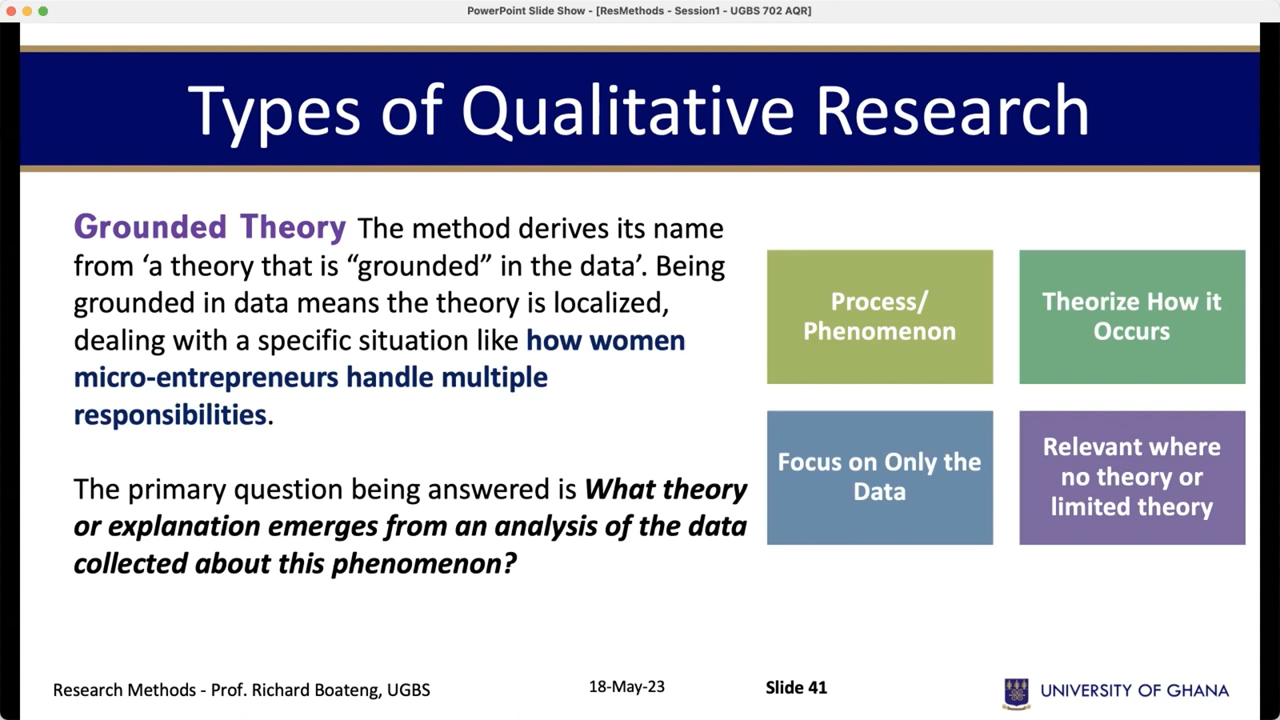 PowerPoint Slide Show - [ResMethods - Session1 - UGBS 702 AQR]
Types of Qualitative Research
Grounded Theory The method derives its name
from ‘a theory that is “grounded” in the data’. Being
grounded in data means the theory is localized,
dealing with a specific situation like how women
micro-entrepreneurs handle multiple
responsibilities.
The primary question being answered is What theory
or explanation emerges from an analysis of the data
collected about this phenomenon?
Process/
Phenomenon
Theorize How it
Occurs
Focus on Only the
Data
Relevant where
no theory or
limited theory
Research Methods - Prof. Richard Boateng, UGBS
18-May-23
Slide 41
UNIVERSITY OF GHANA